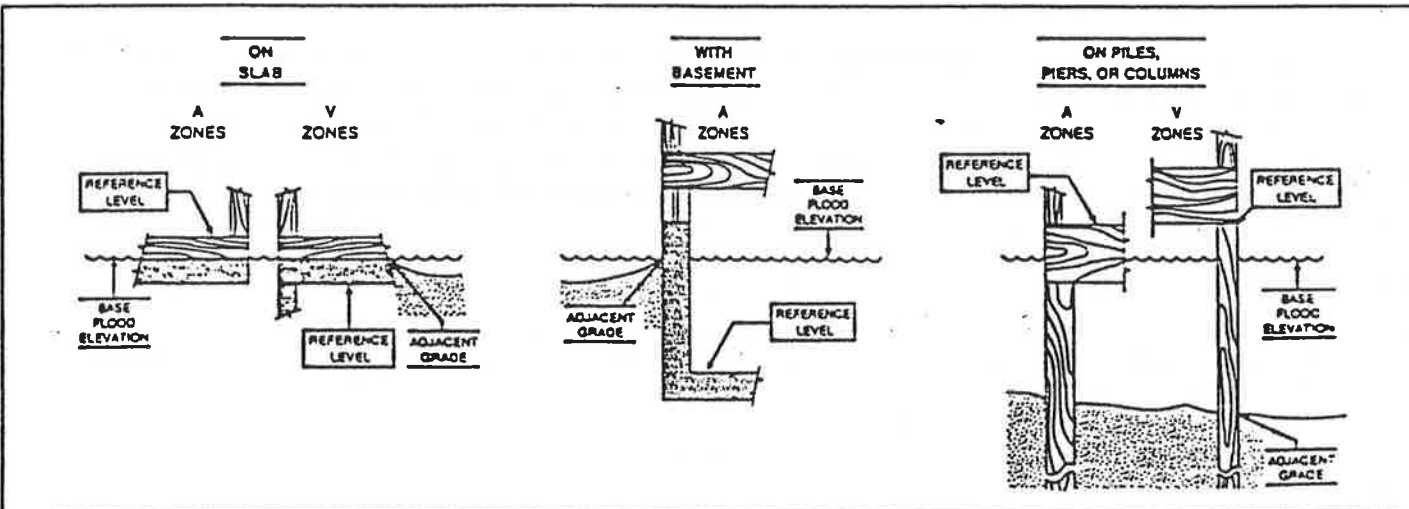 ON
SLAB
A
ZONES
V
ZONES
REFERENCE
LEVEL
BASE
FLOOD
ELEVATION
REFERENCE
LEVEL
ADJACENT
GRADE
WITH
BASEMENT
A
ZONES
BASE
FLOOD
ELEVATION
ADJACENT
GRADE
REFERENCE
LEVEL
ON PILES,
PIERS, OR COLUMNS
A
ZONES
V
ZONES
REFERENCE
LEVEL
REFERENCE
LEVEL
BASE
FLOOD
ELEVATION
ADJACENT
GRADE